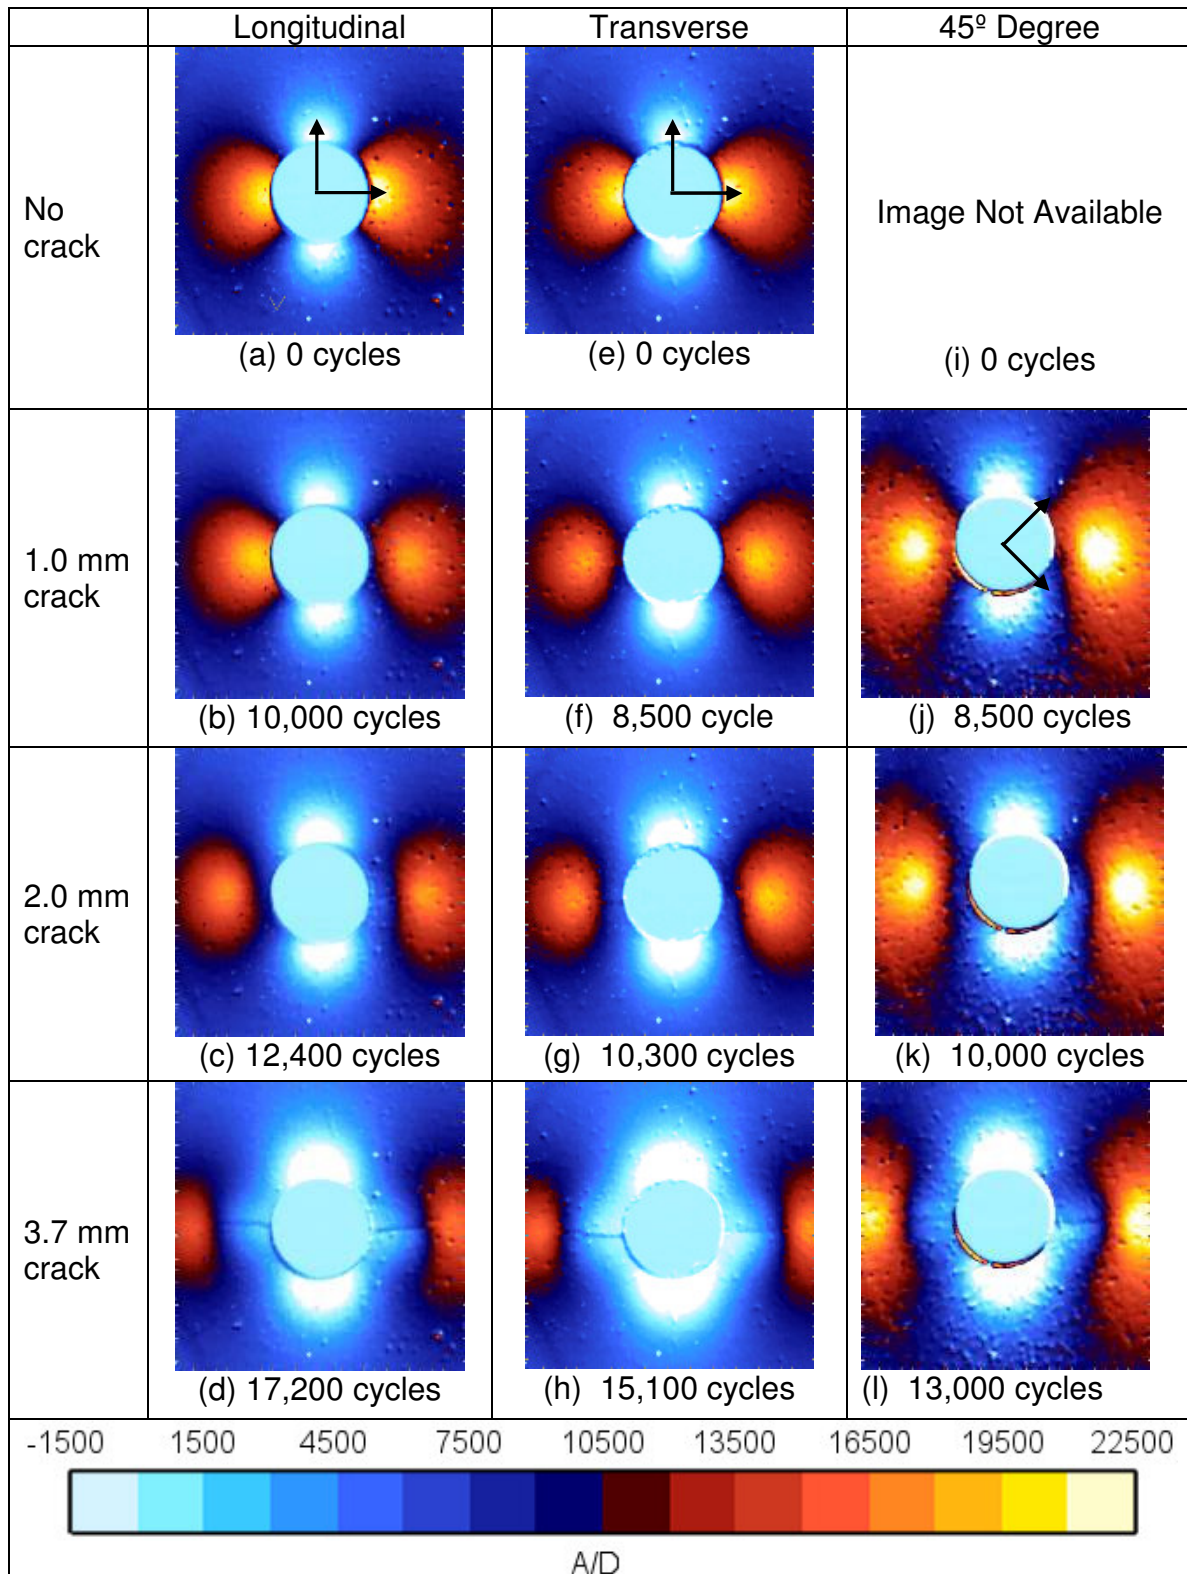 Longitudinal
Transverse
45º Degree
No
crack
Image Not Available
(a) 0 cycles
(e) 0 cycles
(i) 0 cycles
1.0 mm
crack
(b) 10,000 cycles
(f) 8,500 cycle
(j) 8,500 cycles
2.0 mm
crack
(c) 12,400 cycles
(g) 10,300 cycles
(k) 10,000 cycles
3.7 mm
crack
(d) 17,200 cycles
(h) 15,100 cycles
(l) 13,000 cycles
-1500 1500 4500 7500 10500 13500 16500 19500 22500
A/D